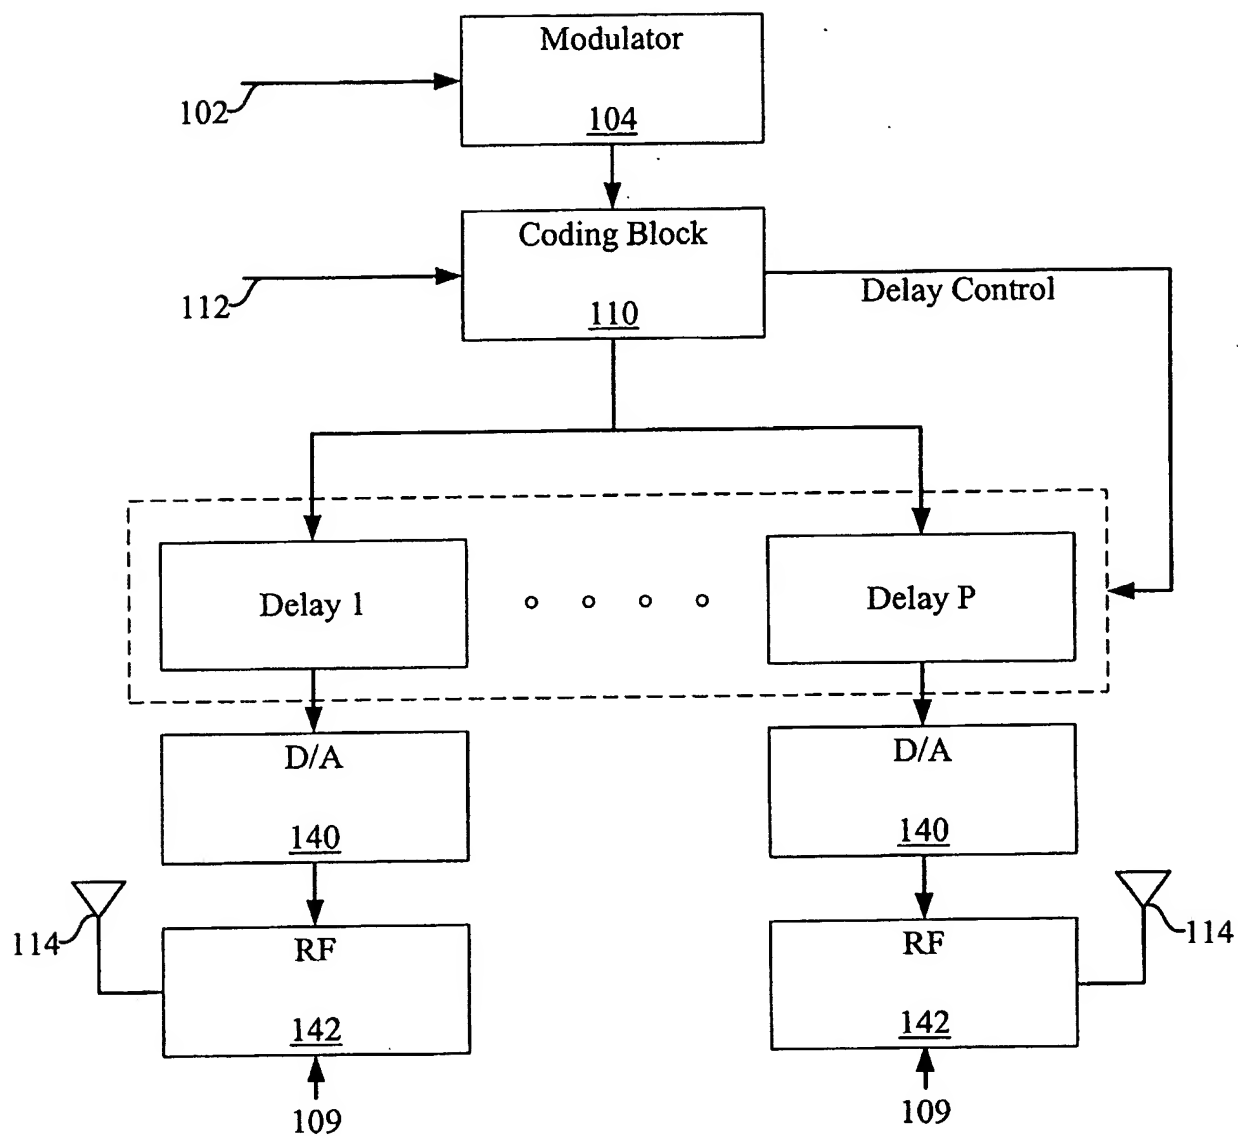 Modulator
102
104
Coding Block
112
110
Delay Control
Delay 1
Delay P
D/A
D/A
140
140
114
RF
RF
114
142
142
109
109